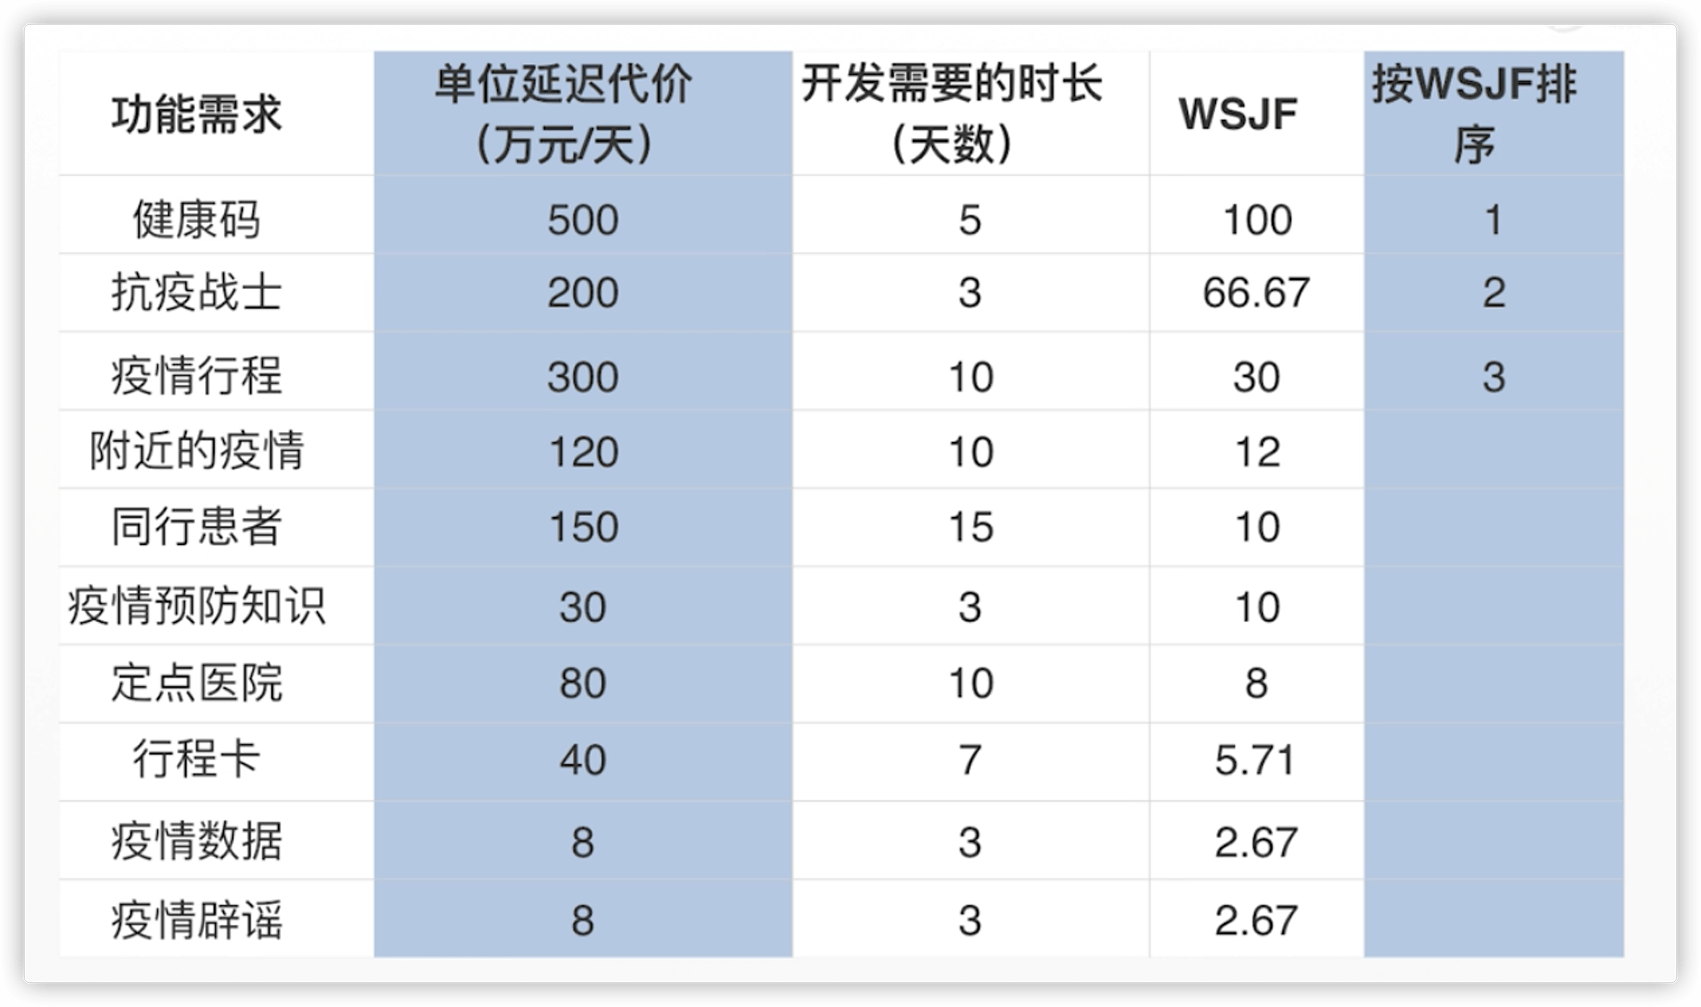 功能需求 单位延迟代价（万元/天） 开发需要的时长（天数） WSJF 按WSJF排序
健康码 500 5 100 1
抗疫战士 200 3 66.67 2
疫情行程 300 10 30 3
附近的疫情 120 10 12
同行患者 150 15 10
疫情预防知识 30 3 10
定点医院 80 10 8
行程卡 40 7 5.71
疫情数据 8 3 2.67
疫情辟谣 8 3 2.67